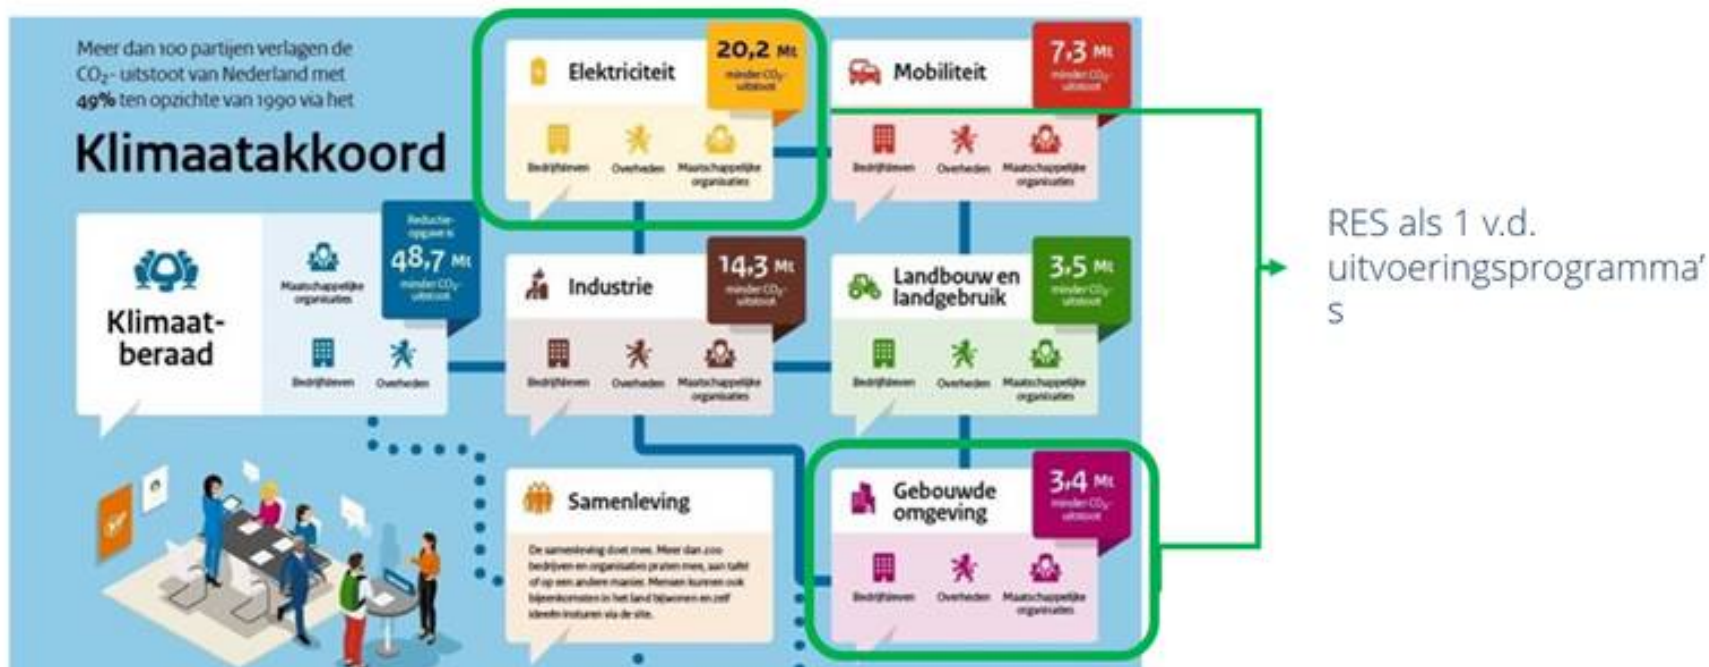 Meer dan 100 partijen verlagen de
CO₂- uitstoot van Nederland met
49% ten opzichte van 1990 via het
Klimaatakkoord
Klimaat-
beraad
Maatschappelijke
organisaties
Bedrijfsleven
Overheden
Reductie-
opgave is
48,7 Mt
minder CO₂-
uitstoot
Elektriciteit
20,2 Mt
minder CO₂-
uitstoot
Bedrijfsleven
Overheden
Maatschappelijke
organisaties
Mobiliteit
7,3 Mt
minder CO₂-
uitstoot
Bedrijfsleven
Overheden
Maatschappelijke
organisaties
Industrie
14,3 Mt
minder CO₂-
uitstoot
Bedrijfsleven
Overheden
Maatschappelijke
organisaties
Landbouw en
landgebruik
3,5 Mt
minder CO₂-
uitstoot
Bedrijfsleven
Overheden
Maatschappelijke
organisaties
Samenleving
De samenleving doet mee. Meer dan 200
bedrijven en organisaties praten mee, aan tafel
of op een andere manier. Mensen kunnen ook
bijeenkomsten in het land bijwonen en zelf
ideeën insturen via de site.
Gebouwde
omgeving
3,4 Mt
minder CO₂-
uitstoot
Bedrijfsleven
Overheden
Maatschappelijke
organisaties
RES als 1 v.d.
uitvoeringsprogramma'
s